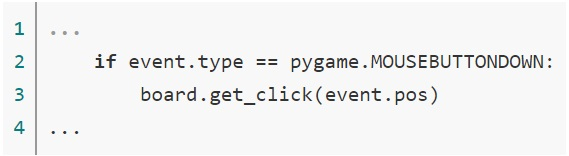 1 ...
2     if event.type == pygame.MOUSEBUTTONDOWN:
3         board.get_click(event.pos)
4 ...